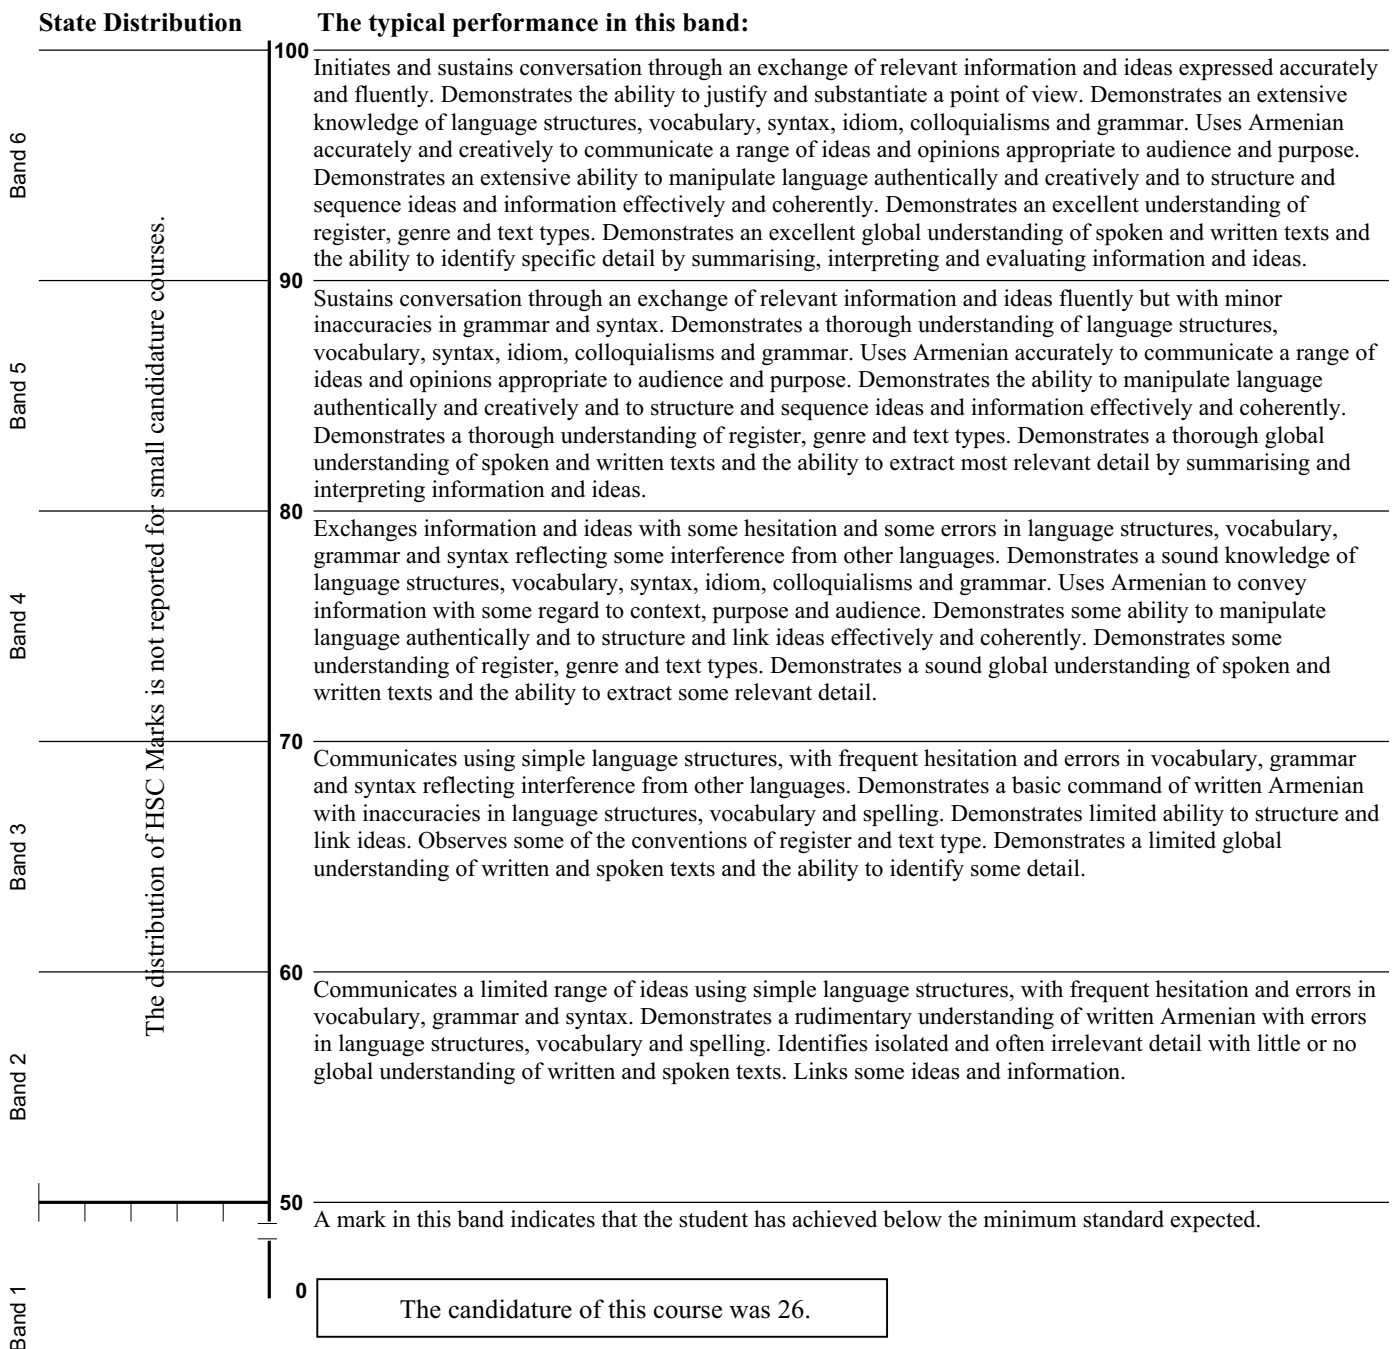 State Distribution
The typical performance in this band:
100
Initiates and sustains conversation through an exchange of relevant information and ideas expressed accurately
and fluently. Demonstrates the ability to justify and substantiate a point of view. Demonstrates an extensive
knowledge of language structures, vocabulary, syntax, idiom, colloquialisms and grammar. Uses Armenian
accurately and creatively to communicate a range of ideas and opinions appropriate to audience and purpose.
Demonstrates an extensive ability to manipulate language authentically and creatively and to structure and
sequence ideas and information effectively and coherently. Demonstrates an excellent understanding of
register, genre and text types. Demonstrates an excellent global understanding of spoken and written texts and
the ability to identify specific detail by summarising, interpreting and evaluating information and ideas.
Band 6
90
Sustains conversation through an exchange of relevant information and ideas fluently but with minor
inaccuracies in grammar and syntax. Demonstrates a thorough understanding of language structures,
vocabulary, syntax, idiom, colloquialisms and grammar. Uses Armenian accurately to communicate a range of
ideas and opinions appropriate to audience and purpose. Demonstrates the ability to manipulate language
authentically and creatively and to structure and sequence ideas and information effectively and coherently.
Demonstrates a thorough understanding of register, genre and text types. Demonstrates a thorough global
understanding of spoken and written texts and the ability to extract most relevant detail by summarising and
interpreting information and ideas.
Band 5
80
Exchanges information and ideas with some hesitation and some errors in language structures, vocabulary,
grammar and syntax reflecting some interference from other languages. Demonstrates a sound knowledge of
language structures, vocabulary, syntax, idiom, colloquialisms and grammar. Uses Armenian to convey
information with some regard to context, purpose and audience. Demonstrates some ability to manipulate
language authentically and to structure and link ideas effectively and coherently. Demonstrates some
understanding of register, genre and text types. Demonstrates a sound global understanding of spoken and
written texts and the ability to extract some relevant detail.
Band 4
The distribution of HSC Marks is not reported for small candidature courses.
70
Communicates using simple language structures, with frequent hesitation and errors in vocabulary, grammar
and syntax reflecting interference from other languages. Demonstrates a basic command of written Armenian
with inaccuracies in language structures, vocabulary and spelling. Demonstrates limited ability to structure and
link ideas. Observes some of the conventions of register and text type. Demonstrates a limited global
understanding of written and spoken texts and the ability to identify some detail.
Band 3
60
Communicates a limited range of ideas using simple language structures, with frequent hesitation and errors in
vocabulary, grammar and syntax. Demonstrates a rudimentary understanding of written Armenian with errors
in language structures, vocabulary and spelling. Identifies isolated and often irrelevant detail with little or no
global understanding of written and spoken texts. Links some ideas and information.
Band 2
50
A mark in this band indicates that the student has achieved below the minimum standard expected.
0
Band 1
The candidature of this course was 26.